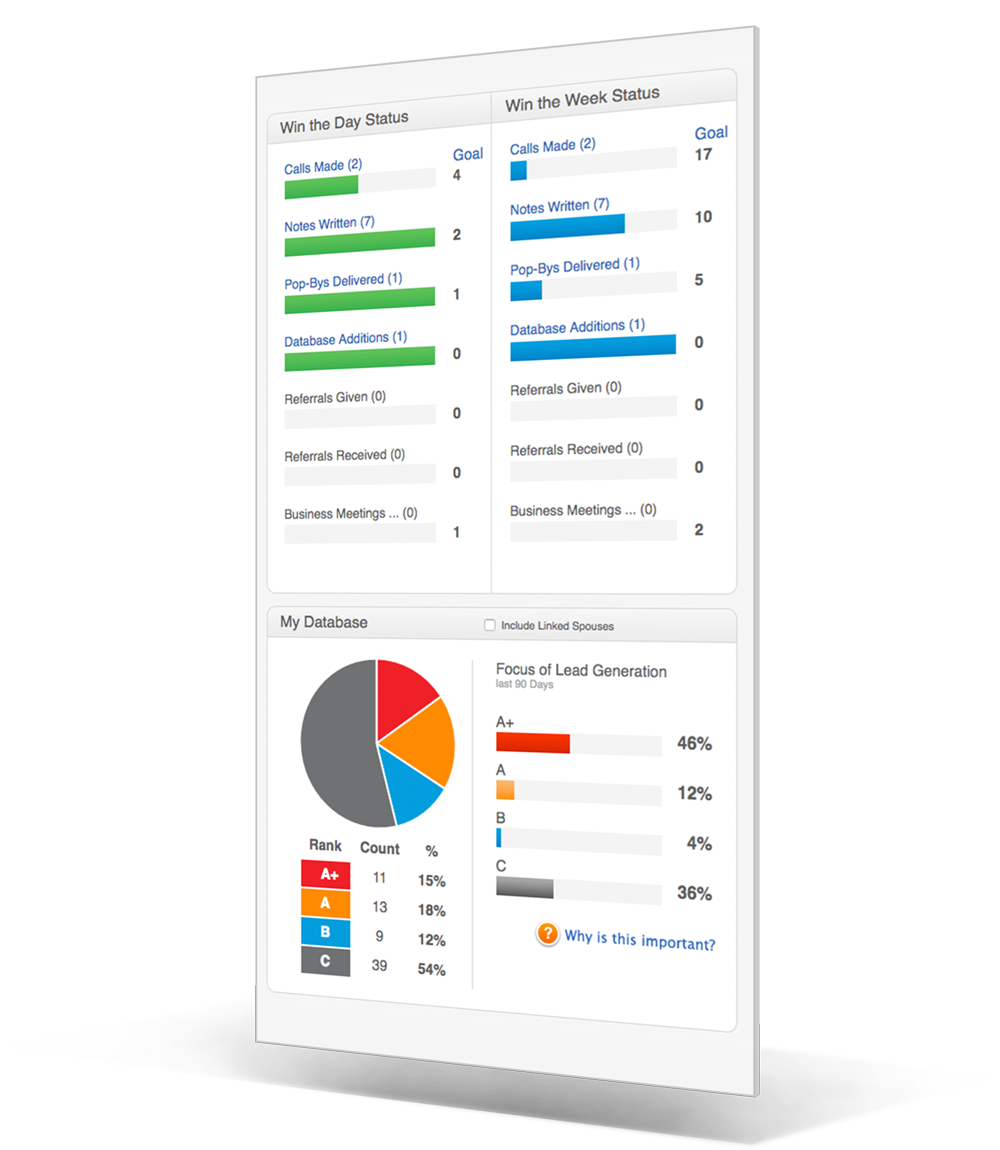 Win the Day Status
Goal
Calls Made (2)
4
Notes Written (7)
2
Pop-Bys Delivered (1)
1
Database Additions (1)
0
Referrals Given (0)
0
Referrals Received (0)
0
Business Meetings ... (0)
1
Win the Week Status
Goal
Calls Made (2)
17
Notes Written (7)
10
Pop-Bys Delivered (1)
5
Database Additions (1)
0
Referrals Given (0)
0
Referrals Received (0)
0
Business Meetings ... (0)
2
My Database
Include Linked Spouses
Rank Count %
A+ 11 15%
A 13 18%
B 9 12%
C 39 54%
Focus of Lead Generation
last 90 Days
A+
46%
A
12%
B
4%
C
36%
? Why is this important?